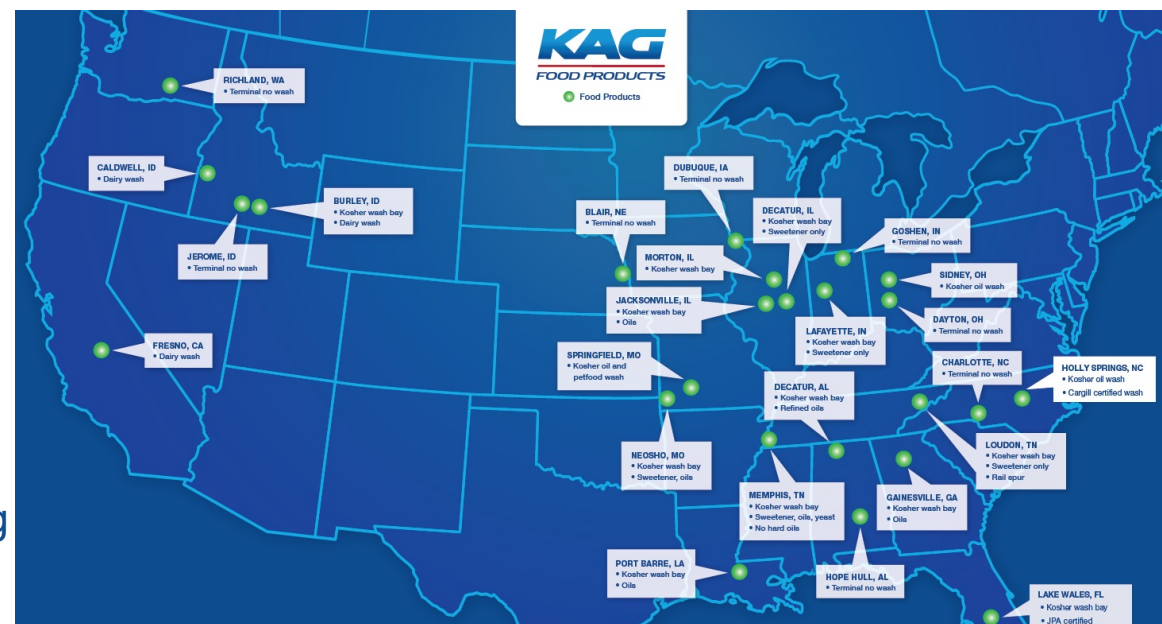 KAG
FOOD PRODUCTS
Food Products
RICHLAND, WA
• Terminal no wash
CALDWELL, ID
• Dairy wash
BURLEY, ID
• Kosher wash bay
• Dairy wash
JEROME, ID
• Terminal no wash
FRESNO, CA
• Dairy wash
DUBUQUE, IA
• Terminal no wash
BLAIR, NE
• Terminal no wash
DECATUR, IL
• Kosher wash bay
• Sweetener only
MORTON, IL
• Kosher wash bay
GOSHEN, IN
• Terminal no wash
SIDNEY, OH
• Kosher oil wash
JACKSONVILLE, IL
• Kosher wash bay
• Oils
LAFAYETTE, IN
• Kosher wash bay
• Sweetener only
DAYTON, OH
• Terminal no wash
SPRINGFIELD, MO
• Kosher oil and
petfood wash
CHARLOTTE, NC
• Terminal no wash
HOLLY SPRINGS, NC
• Kosher oil wash
• Cargill certified wash
DECATUR, AL
• Kosher wash bay
• Refined oils
NEOSHO, MO
• Kosher wash bay
• Sweetener, oils
LOUDON, TN
• Kosher wash bay
• Sweetener only
• Rail spur
MEMPHIS, TN
• Kosher wash bay
• Sweetener, oils, yeast
• No hard oils
GAINESVILLE, GA
• Kosher wash bay
• Oils
PORT BARRE, LA
• Kosher wash bay
• Oils
HOPE HULL, AL
• Terminal no wash
LAKE WALES, FL
• Kosher wash bay
• JPA certified
g